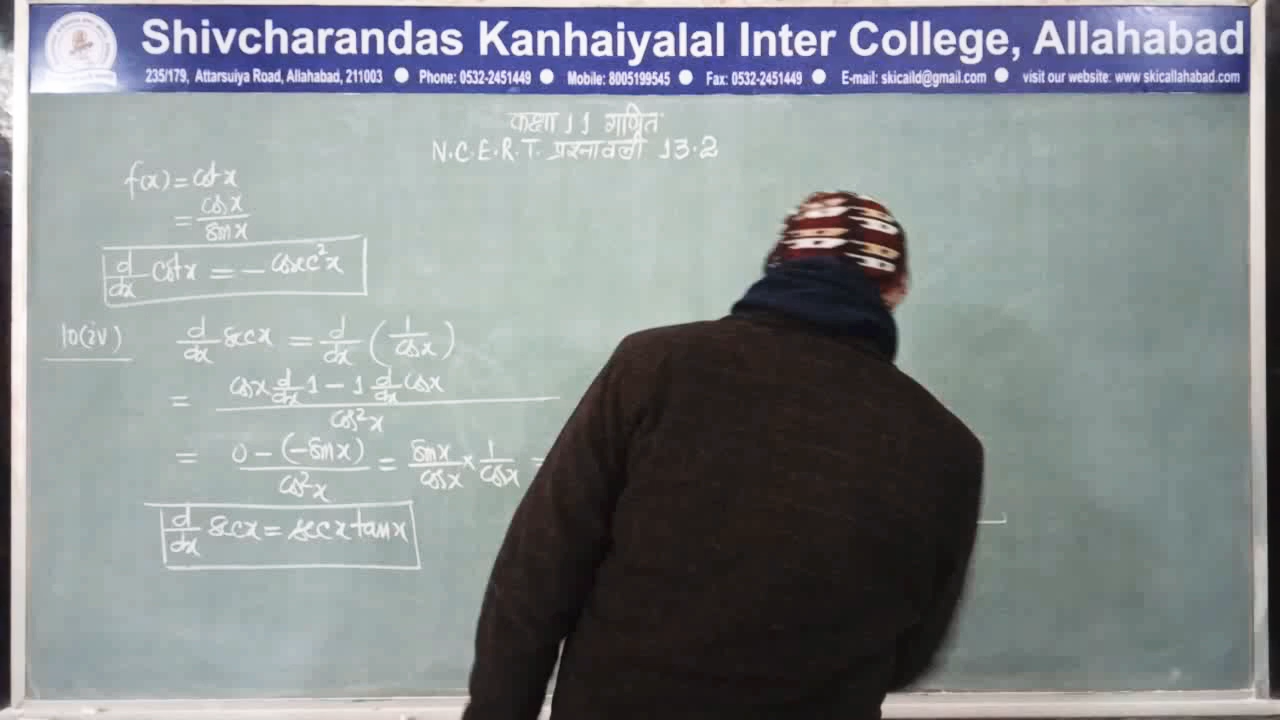 Shivcharandas Kanhaiyalal Inter College, Allahabad
235/179, Attarsuiya Road, Allahabad, 211003 ● Phone: 0532-2451449 ● Mobile: 8005199545 ● Fax: 0532-2451449 ● E-mail: skicaild@gmail.com ● visit our website: www.skicallahabad.com
कक्षा 11 गणित
N.C.E.R.T. प्रश्नावली 13.2
f(x) = cot x
= cos x / sin x
d/dx cot x = - cosec²x
10(iv) d/dx sec x = d/dx (1/cos x)
= (cos x d/dx 1 - 1 d/dx cos x) / cos²x
= (0 - (-sin x)) / cos²x = sin x / cos x × 1 / cos x =
d/dx sec x = sec x tan x